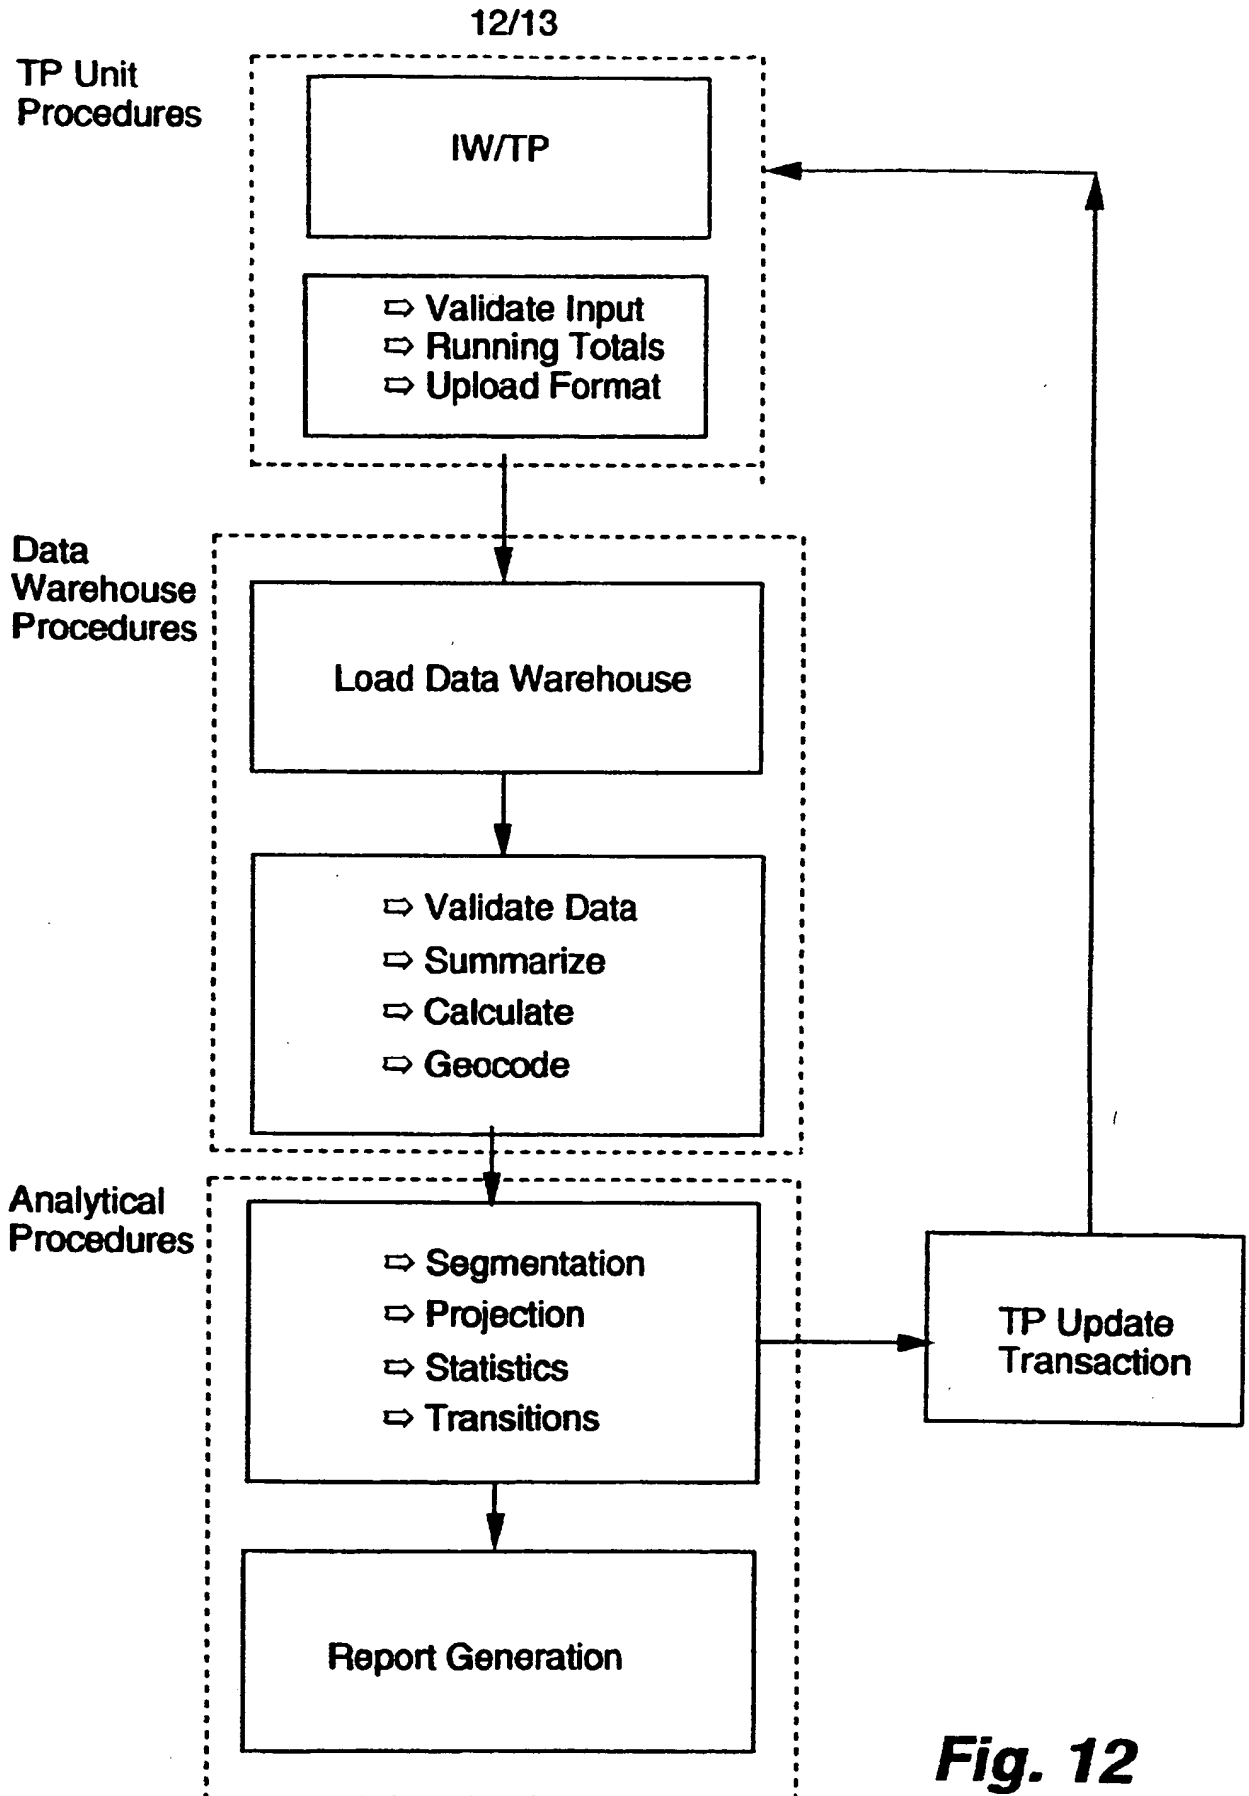 12/13
TP Unit
Procedures
IW/TP
⇨ Validate Input
⇨ Running Totals
⇨ Upload Format
Data
Warehouse
Procedures
Load Data Warehouse
⇨ Validate Data
⇨ Summarize
⇨ Calculate
⇨ Geocode
Analytical
Procedures
⇨ Segmentation
⇨ Projection
⇨ Statistics
⇨ Transitions
TP Update
Transaction
Report Generation
Fig. 12